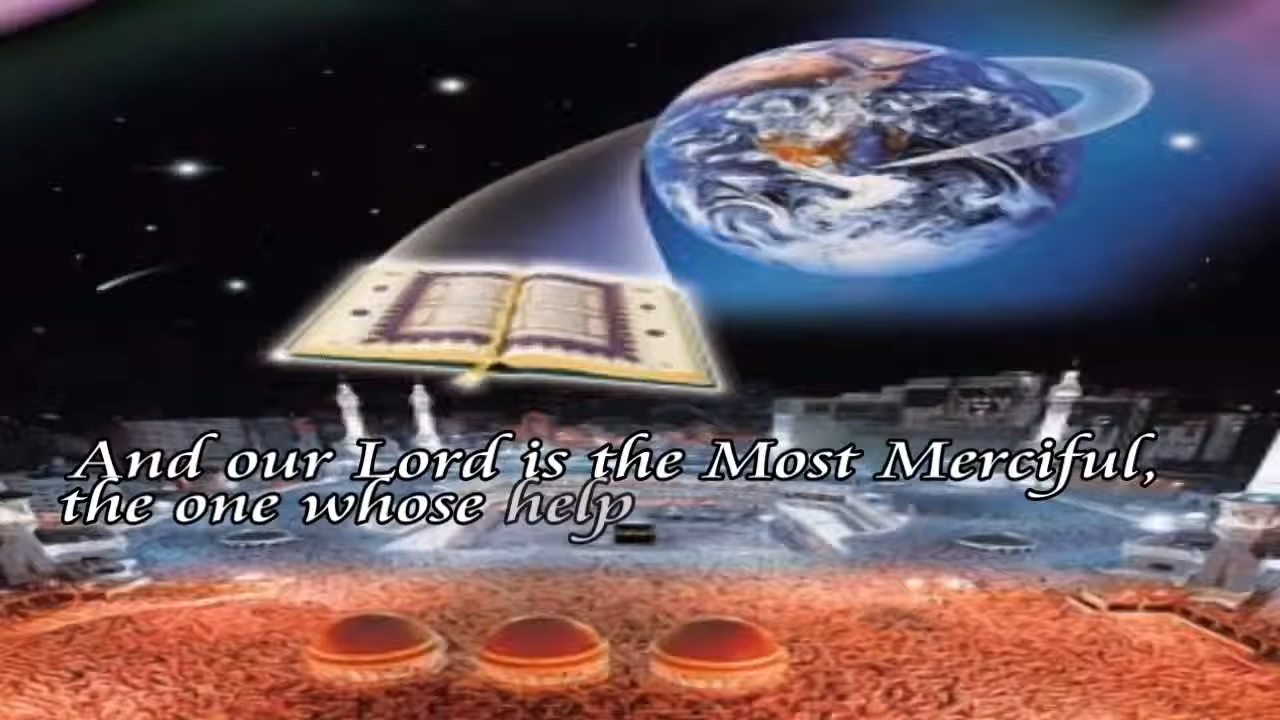 And our Lord is the Most Merciful,
the one whose help